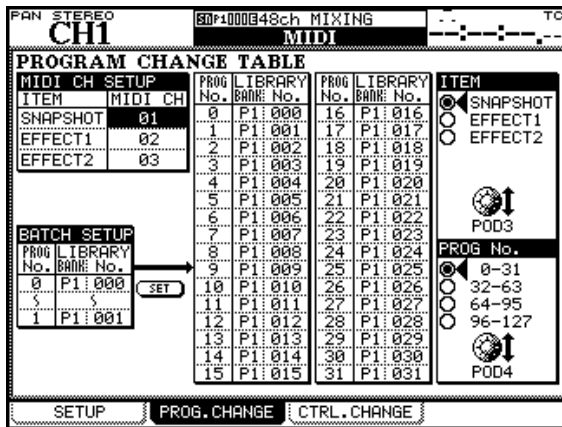 PAN STEREO
CH1
P1000 48ch MIXING
MIDI
TC
--:--:--.--
PROGRAM CHANGE TABLE
MIDI CH SETUP
ITEM MIDI CH
SNAPSHOT 01
EFFECT1 02
EFFECT2 03
BATCH SETUP
PROG No. LIBRARY BANK No.
0 P1 000
1 P1 001
SET
PROG LIBRARY
No. BANK No.
0 P1 000
1 P1 001
2 P1 002
3 P1 003
4 P1 004
5 P1 005
6 P1 006
7 P1 007
8 P1 008
9 P1 009
10 P1 010
11 P1 011
12 P1 012
13 P1 013
14 P1 014
15 P1 015
PROG LIBRARY
No. BANK No.
16 P1 016
17 P1 017
18 P1 018
19 P1 019
20 P1 020
21 P1 021
22 P1 022
23 P1 023
24 P1 024
25 P1 025
26 P1 026
27 P1 027
28 P1 028
29 P1 029
30 P1 030
31 P1 031
ITEM
SNAPSHOT
EFFECT1
EFFECT2
POD3
PROG No.
0-31
32-63
64-95
96-127
POD4
SETUP PROG.CHANGE CTRL.CHANGE